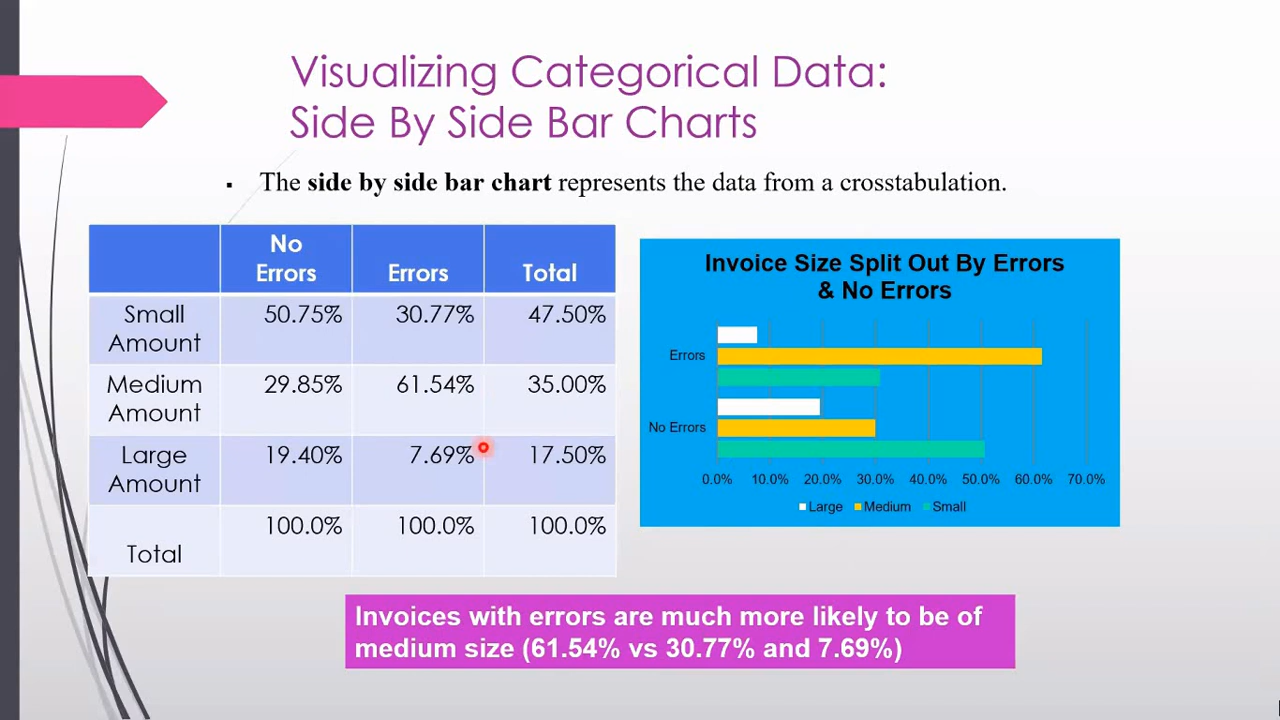 Visualizing Categorical Data:
Side By Side Bar Charts
▪ The side by side bar chart represents the data from a crosstabulation.
No Errors Errors Total
Small Amount 50.75% 30.77% 47.50%
Medium Amount 29.85% 61.54% 35.00%
Large Amount 19.40% 7.69% 17.50%
Total 100.0% 100.0% 100.0%
Invoice Size Split Out By Errors
& No Errors
Errors
No Errors
0.0% 10.0% 20.0% 30.0% 40.0% 50.0% 60.0% 70.0%
Large Medium Small
Invoices with errors are much more likely to be of
medium size (61.54% vs 30.77% and 7.69%)